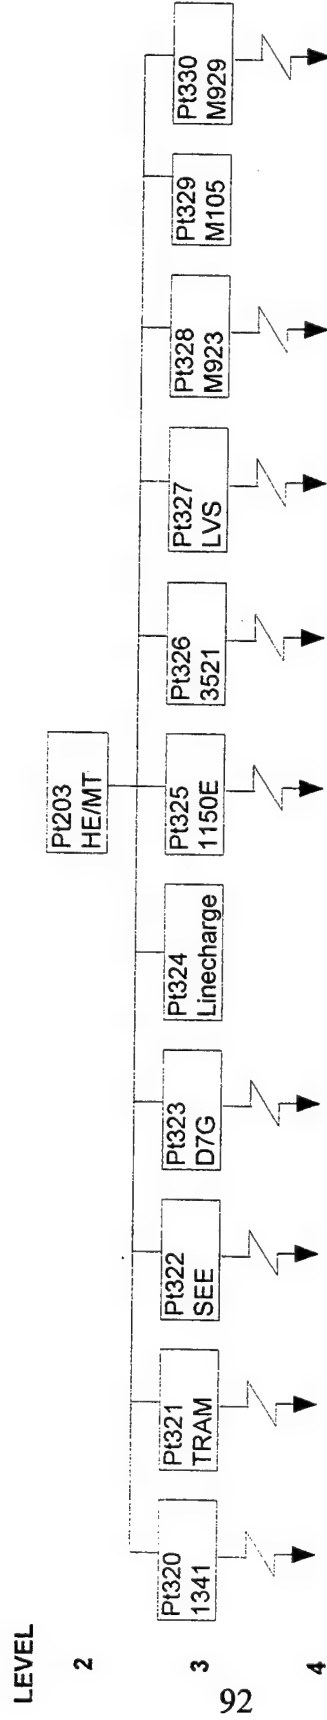 LEVEL
2
Pt203
HE/MT
3
Pt320
1341
Pt321
TRAM
Pt322
SEE
Pt323
D7G
Pt324
Linecharge
Pt325
1150E
Pt326
3521
Pt327
LVS
Pt328
M923
Pt329
M105
Pt330
M929
4
92